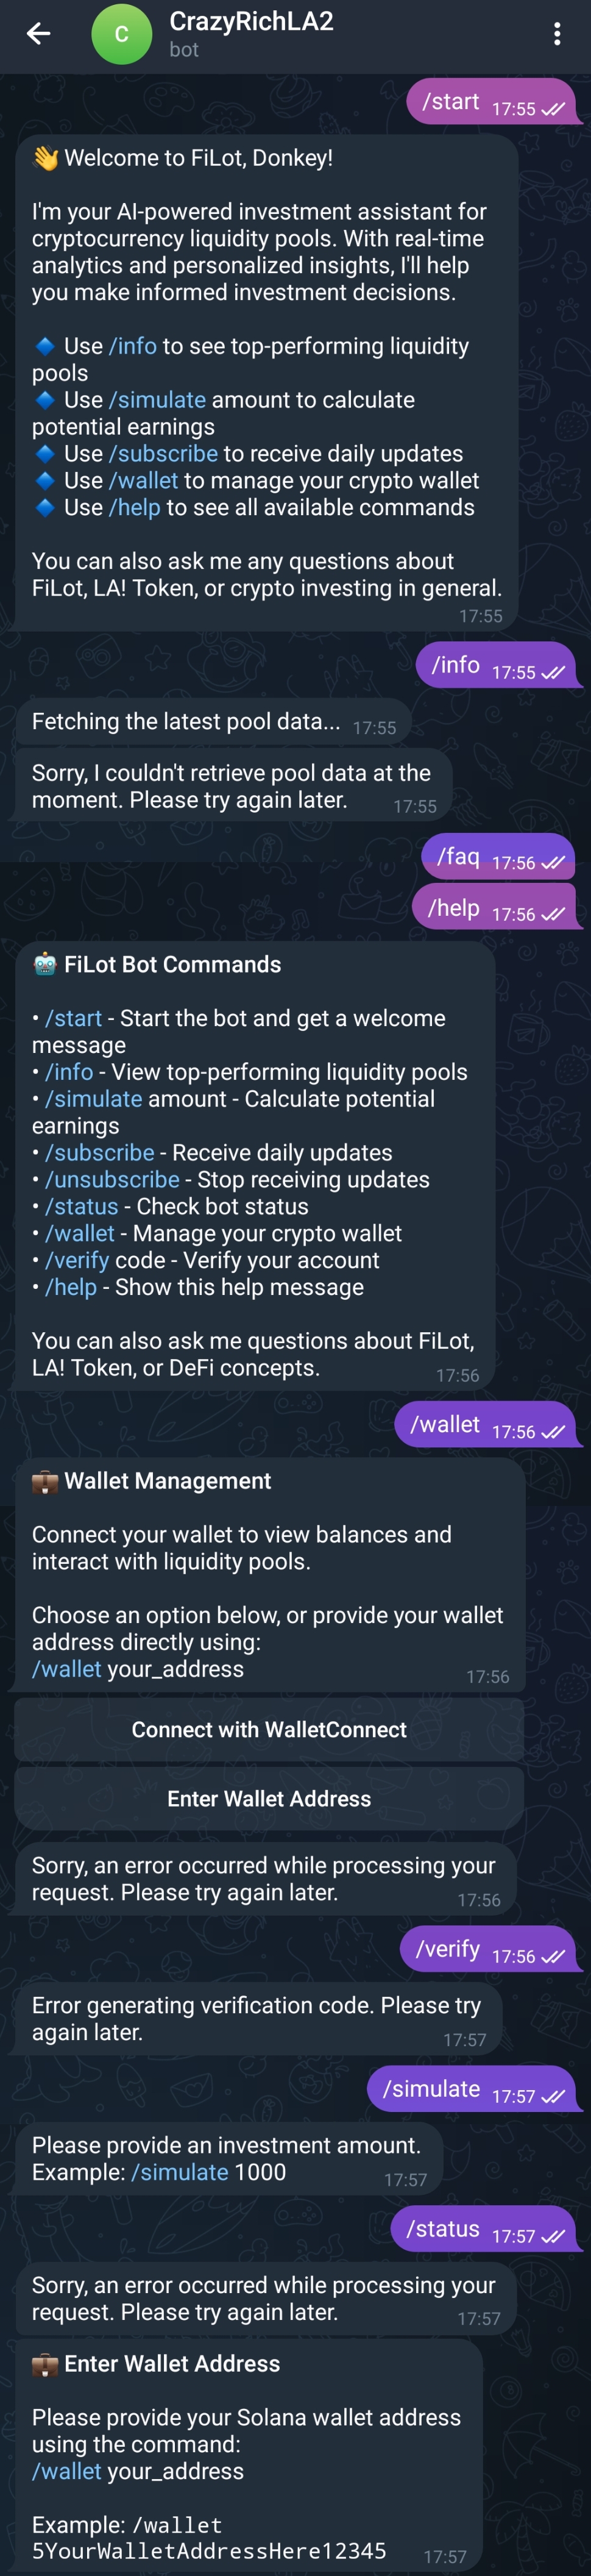 CrazyRichLA2
C
bot
/start 17:55
👋 Welcome to FiLot, Donkey!
I'm your AI-powered investment assistant for
cryptocurrency liquidity pools. With real-time
analytics and personalized insights, I'll help
you make informed investment decisions.
🔹 Use /info to see top-performing liquidity
pools
🔹 Use /simulate amount to calculate
potential earnings
🔹 Use /subscribe to receive daily updates
🔹 Use /wallet to manage your crypto wallet
🔹 Use /help to see all available commands
You can also ask me any questions about
FiLot, LA! Token, or crypto investing in general.
17:55
/info 17:55
Fetching the latest pool data... 17:55
Sorry, I couldn't retrieve pool data at the
moment. Please try again later. 17:55
/faq 17:56
/help 17:56
🤖 FiLot Bot Commands
• /start - Start the bot and get a welcome
message
• /info - View top-performing liquidity pools
• /simulate amount - Calculate potential
earnings
• /subscribe - Receive daily updates
• /unsubscribe - Stop receiving updates
• /status - Check bot status
• /wallet - Manage your crypto wallet
• /verify code - Verify your account
• /help - Show this help message
You can also ask me questions about FiLot,
LA! Token, or DeFi concepts. 17:56
/wallet 17:56
💼 Wallet Management
Connect your wallet to view balances and
interact with liquidity pools.
Choose an option below, or provide your wallet
address directly using:
/wallet your_address 17:56
Connect with WalletConnect
Enter Wallet Address
Sorry, an error occurred while processing your
request. Please try again later. 17:56
/verify 17:56
Error generating verification code. Please try
again later. 17:57
/simulate 17:57
Please provide an investment amount.
Example: /simulate 1000 17:57
/status 17:57
Sorry, an error occurred while processing your
request. Please try again later. 17:57
💼 Enter Wallet Address
Please provide your Solana wallet address
using the command:
/wallet your_address
Example: /wallet
5YourWalletAddressHere12345 17:57